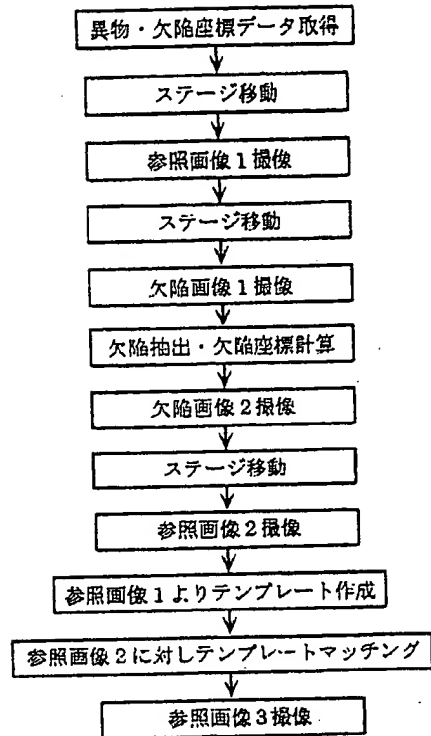 異物・欠陥座標データ取得
ステージ移動
参照画像1撮像
ステージ移動
欠陥画像1撮像
欠陥抽出・欠陥座標計算
欠陥画像2撮像
ステージ移動
参照画像2撮像
参照画像1よりテンプレート作成
参照画像2に対しテンプレートマッチング
参照画像3撮像